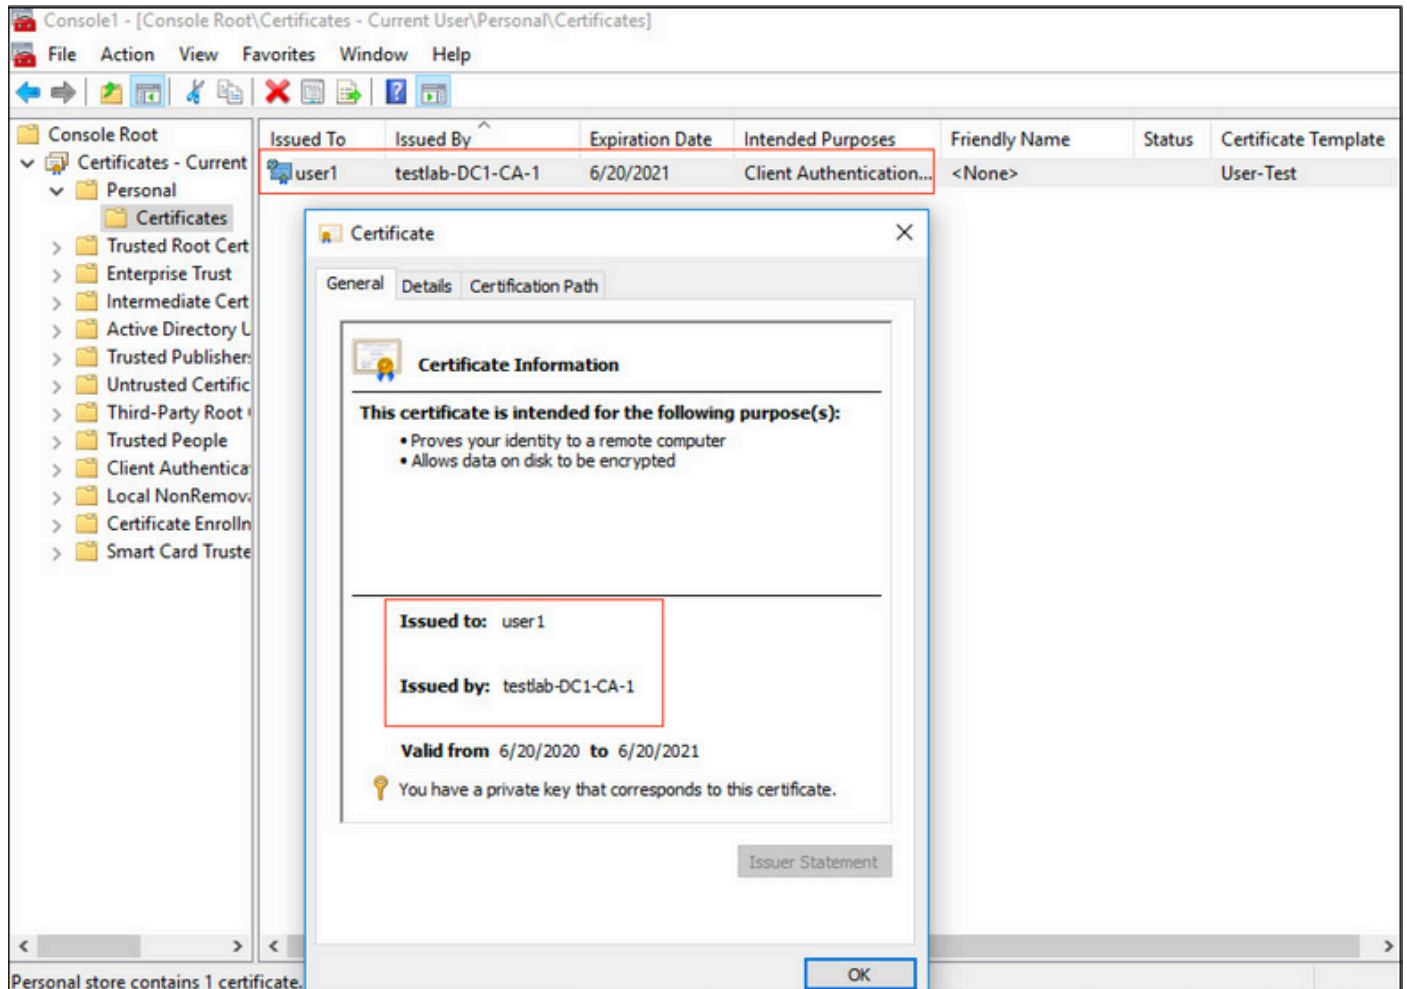 Console1 - [Console Root\Certificates - Current User\Personal\Certificates]
File Action View Favorites Window Help
Console Root
Certificates - Current
Personal
Certificates
Trusted Root Cert
Enterprise Trust
Intermediate Cert
Active Directory U
Trusted Publishers
Untrusted Certific
Third-Party Root
Trusted People
Client Authentica
Local NonRemova
Certificate Enrolln
Smart Card Truste
Issued To Issued By Expiration Date Intended Purposes Friendly Name Status Certificate Template
user1 testlab-DC1-CA-1 6/20/2021 Client Authentication... <None> User-Test
Certificate
General Details Certification Path
Certificate Information
This certificate is intended for the following purpose(s):
• Proves your identity to a remote computer
• Allows data on disk to be encrypted
Issued to: user1
Issued by: testlab-DC1-CA-1
Valid from 6/20/2020 to 6/20/2021
You have a private key that corresponds to this certificate.
Issuer Statement
OK
Personal store contains 1 certificate.